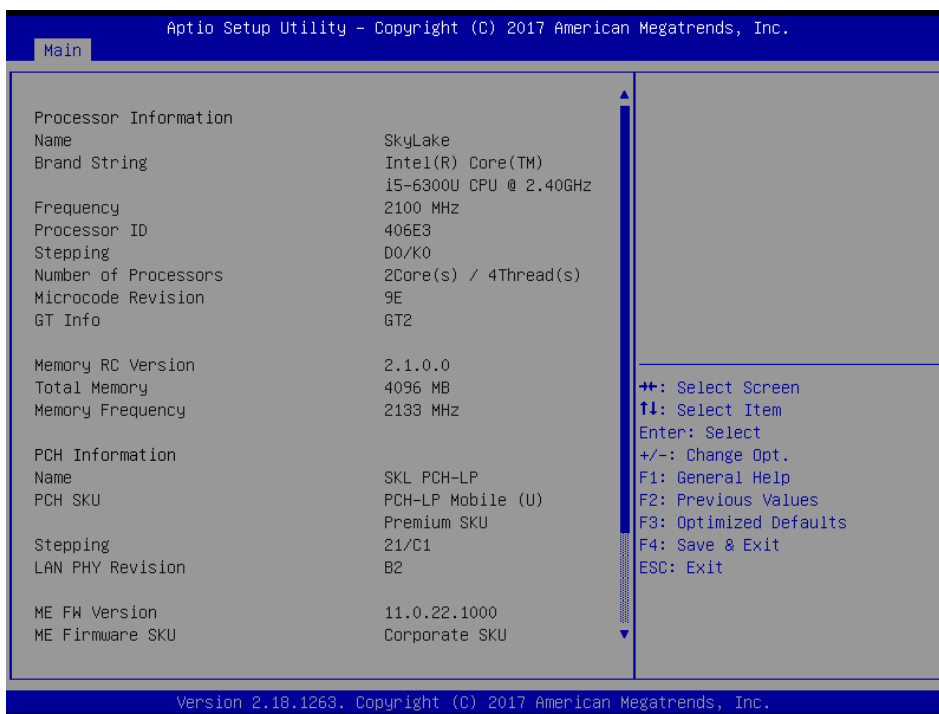 Aptio Setup Utility – Copyright (C) 2017 American Megatrends, Inc.
Main
Processor Information
Name SkyLake
Brand String Intel(R) Core(TM)
i5-6300U CPU @ 2.40GHz
Frequency 2100 MHz
Processor ID 406E3
Stepping D0/K0
Number of Processors 2Core(s) / 4Thread(s)
Microcode Revision 9E
GT Info GT2
Memory RC Version 2.1.0.0
Total Memory 4096 MB
Memory Frequency 2133 MHz
PCH Information
Name SKL PCH-LP
PCH SKU PCH-LP Mobile (U)
Premium SKU
Stepping 21/C1
LAN PHY Revision B2
ME FW Version 11.0.22.1000
ME Firmware SKU Corporate SKU
→←: Select Screen
↑↓: Select Item
Enter: Select
+/-: Change Opt.
F1: General Help
F2: Previous Values
F3: Optimized Defaults
F4: Save & Exit
ESC: Exit
Version 2.18.1263. Copyright (C) 2017 American Megatrends, Inc.